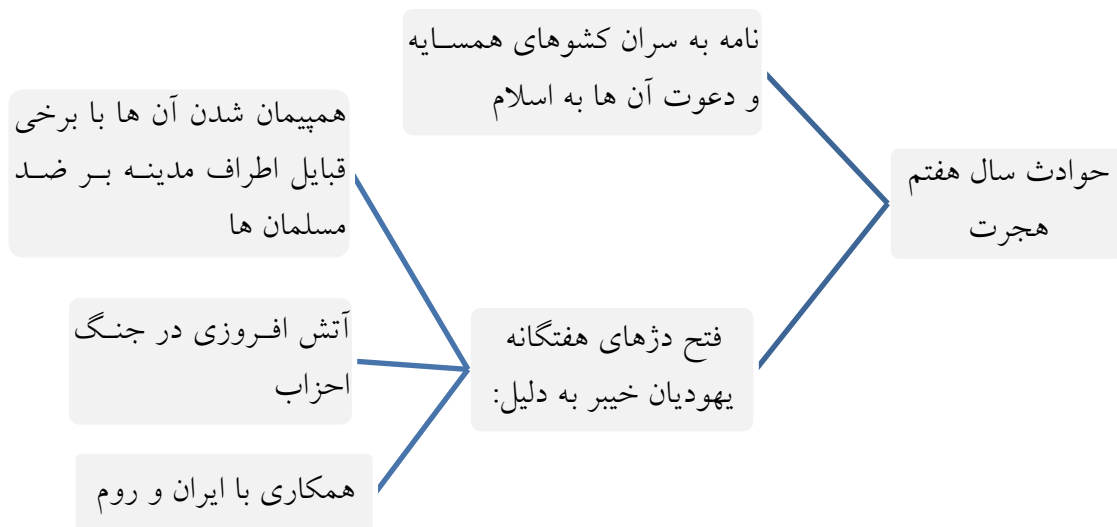 حوادث سال هفتم
هجرت
نامه به سران کشوهای همسایه
و دعوت آن ها به اسلام
فتح دژهای هفتگانه
یهودیان خیبر به دلیل:
همپیمان شدن آن ها با برخی
قبایل اطراف مدینه بر ضد
مسلمان ها
آتش افروزی در جنگ
احزاب
همکاری با ایران و روم